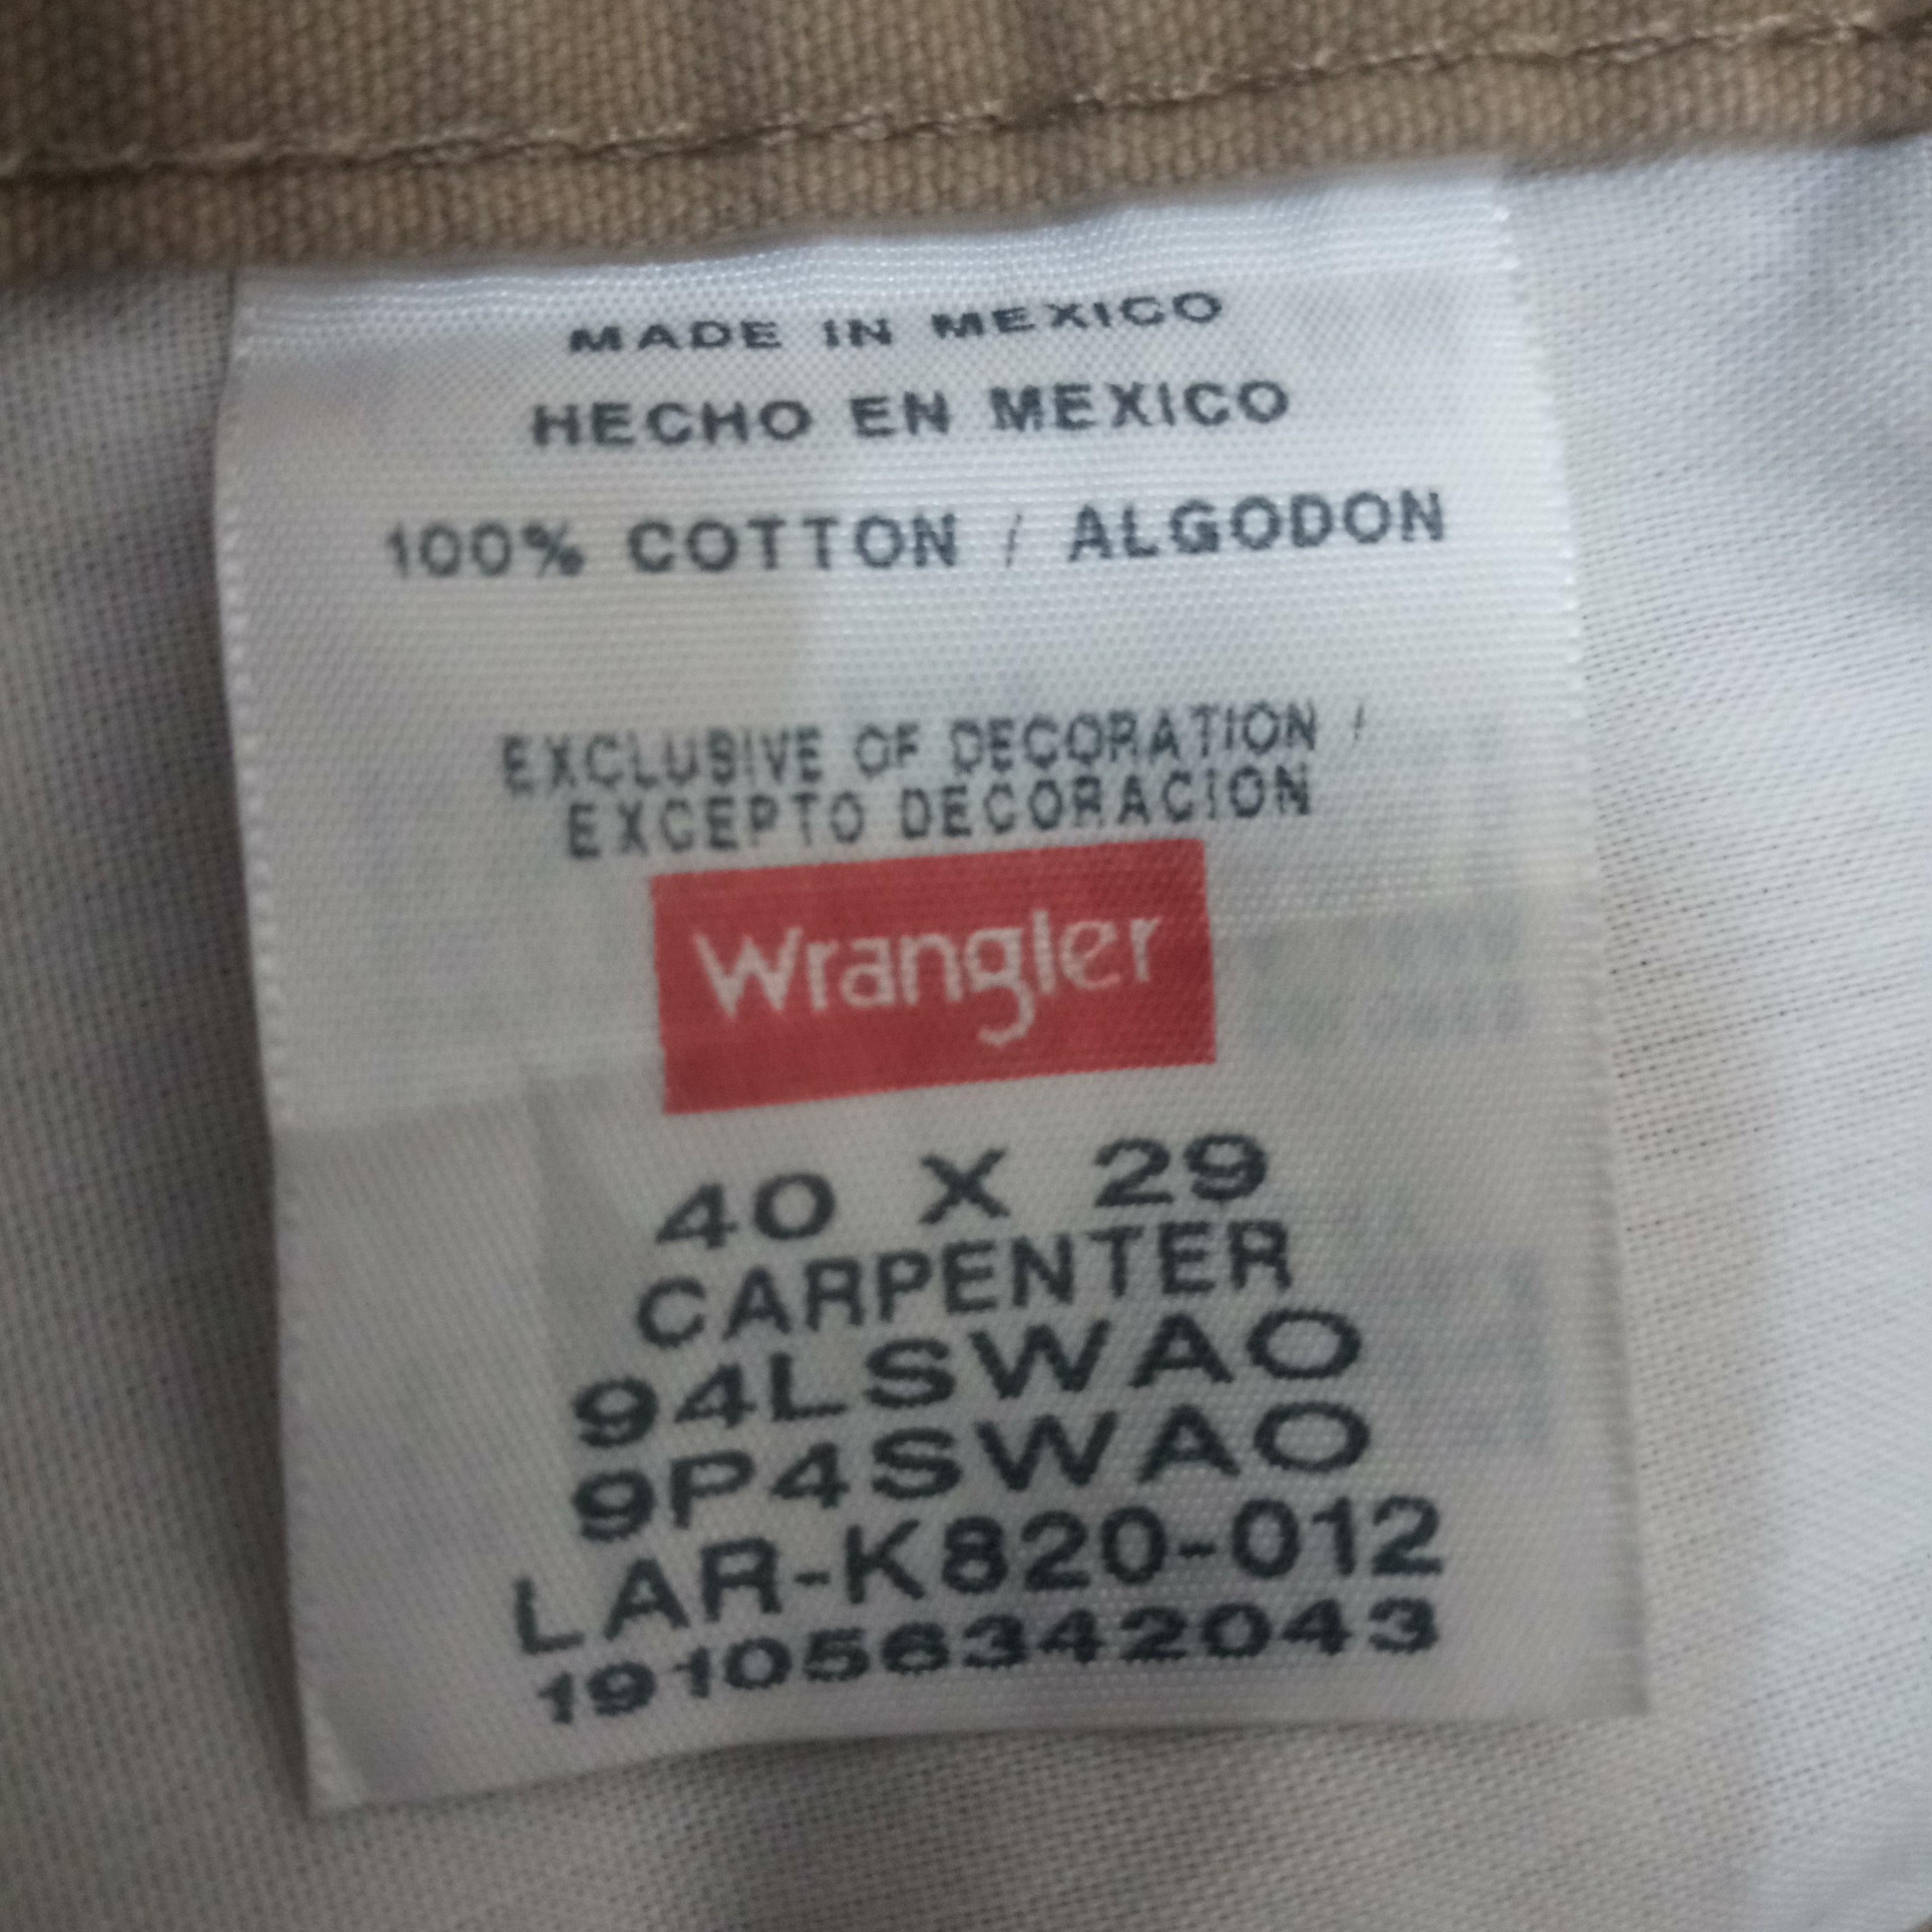 MADE IN MEXICO
HECHO EN MEXICO
100% COTTON / ALGODON
EXCLUSIVE OF DECORATION /
EXCEPTO DECORACION
Wrangler
40 X 29
CARPENTER
94LSWAO
9P4SWAO
LAR-K820-012
191056342043